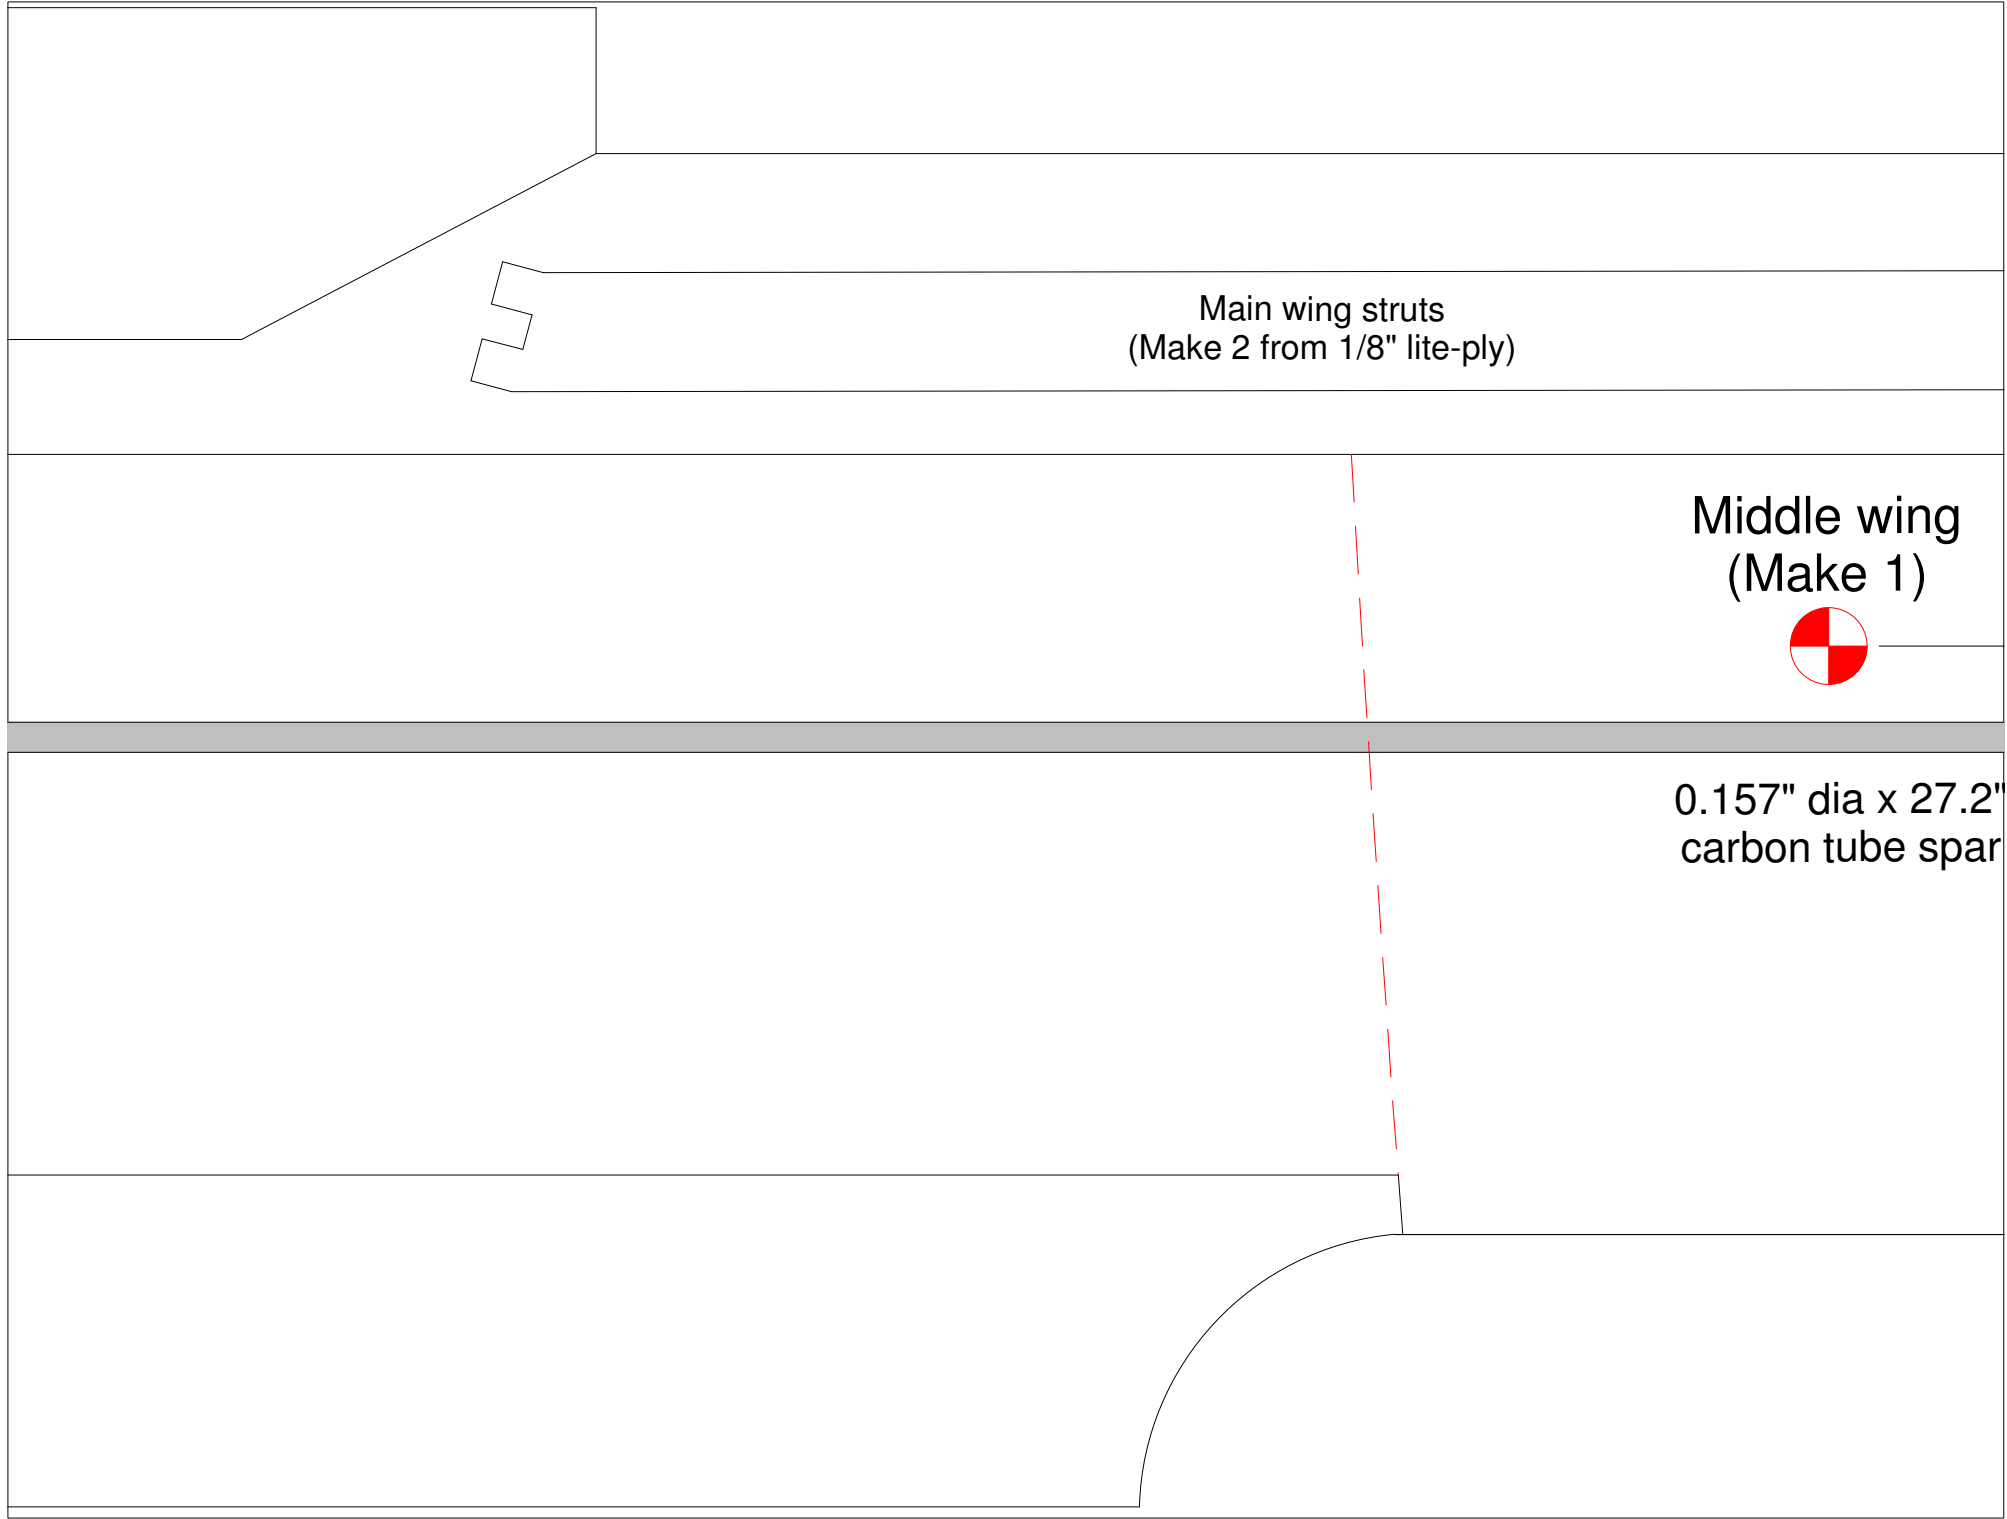 Main wing struts
(Make 2 from 1/8" lite-ply)
Middle wing
(Make 1)
0.157" dia x 27.2"
carbon tube spar